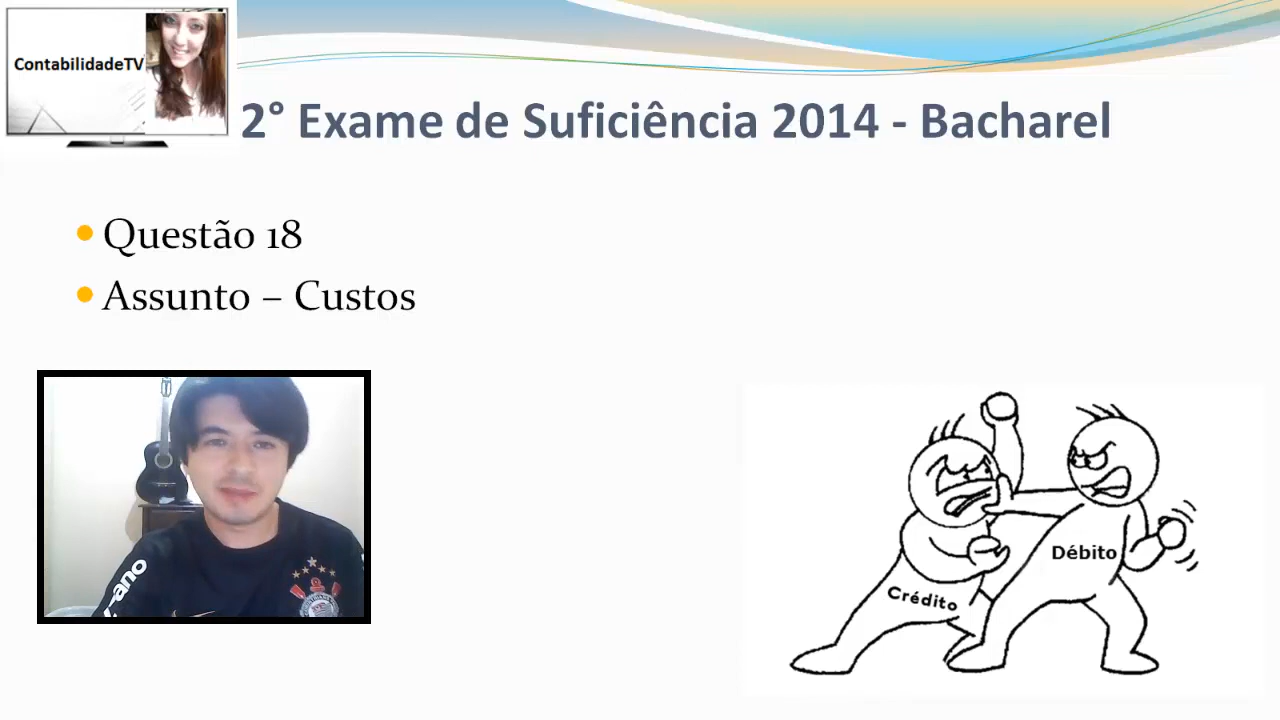 ContabilidadeTV
2° Exame de Suficiência 2014 - Bacharel
Questão 18
Assunto – Custos
Crédito
Débito